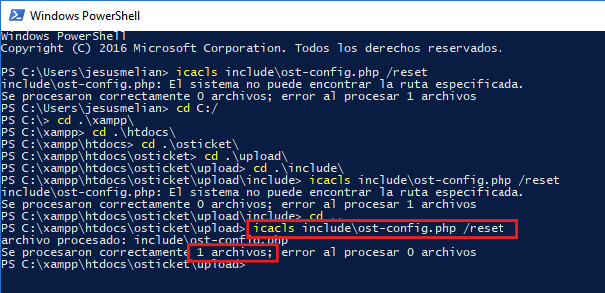 Windows PowerShell
Windows PowerShell
Copyright (C) 2016 Microsoft Corporation. Todos los derechos reservados.
PS C:\Users\jesusmelian> icacls include\ost-config.php /reset
include\ost-config.php: El sistema no puede encontrar la ruta especificada.
Se procesaron correctamente 0 archivos; error al procesar 1 archivos
PS C:\Users\jesusmelian> cd C:/
PS C:\> cd .\xampp\
PS C:\xampp> cd .\htdocs\
PS C:\xampp\htdocs> cd .\osticket\
PS C:\xampp\htdocs\osticket> cd .\upload\
PS C:\xampp\htdocs\osticket\upload> cd .\include\
PS C:\xampp\htdocs\osticket\upload\include> icacls include\ost-config.php /reset
include\ost-config.php: El sistema no puede encontrar la ruta especificada.
Se procesaron correctamente 0 archivos; error al procesar 1 archivos
PS C:\xampp\htdocs\osticket\upload\include> cd ..
PS C:\xampp\htdocs\osticket\upload> icacls include\ost-config.php /reset
archivo procesado: include\ost-config.php
Se procesaron correctamente 1 archivos; error al procesar 0 archivos
PS C:\xampp\htdocs\osticket\upload>